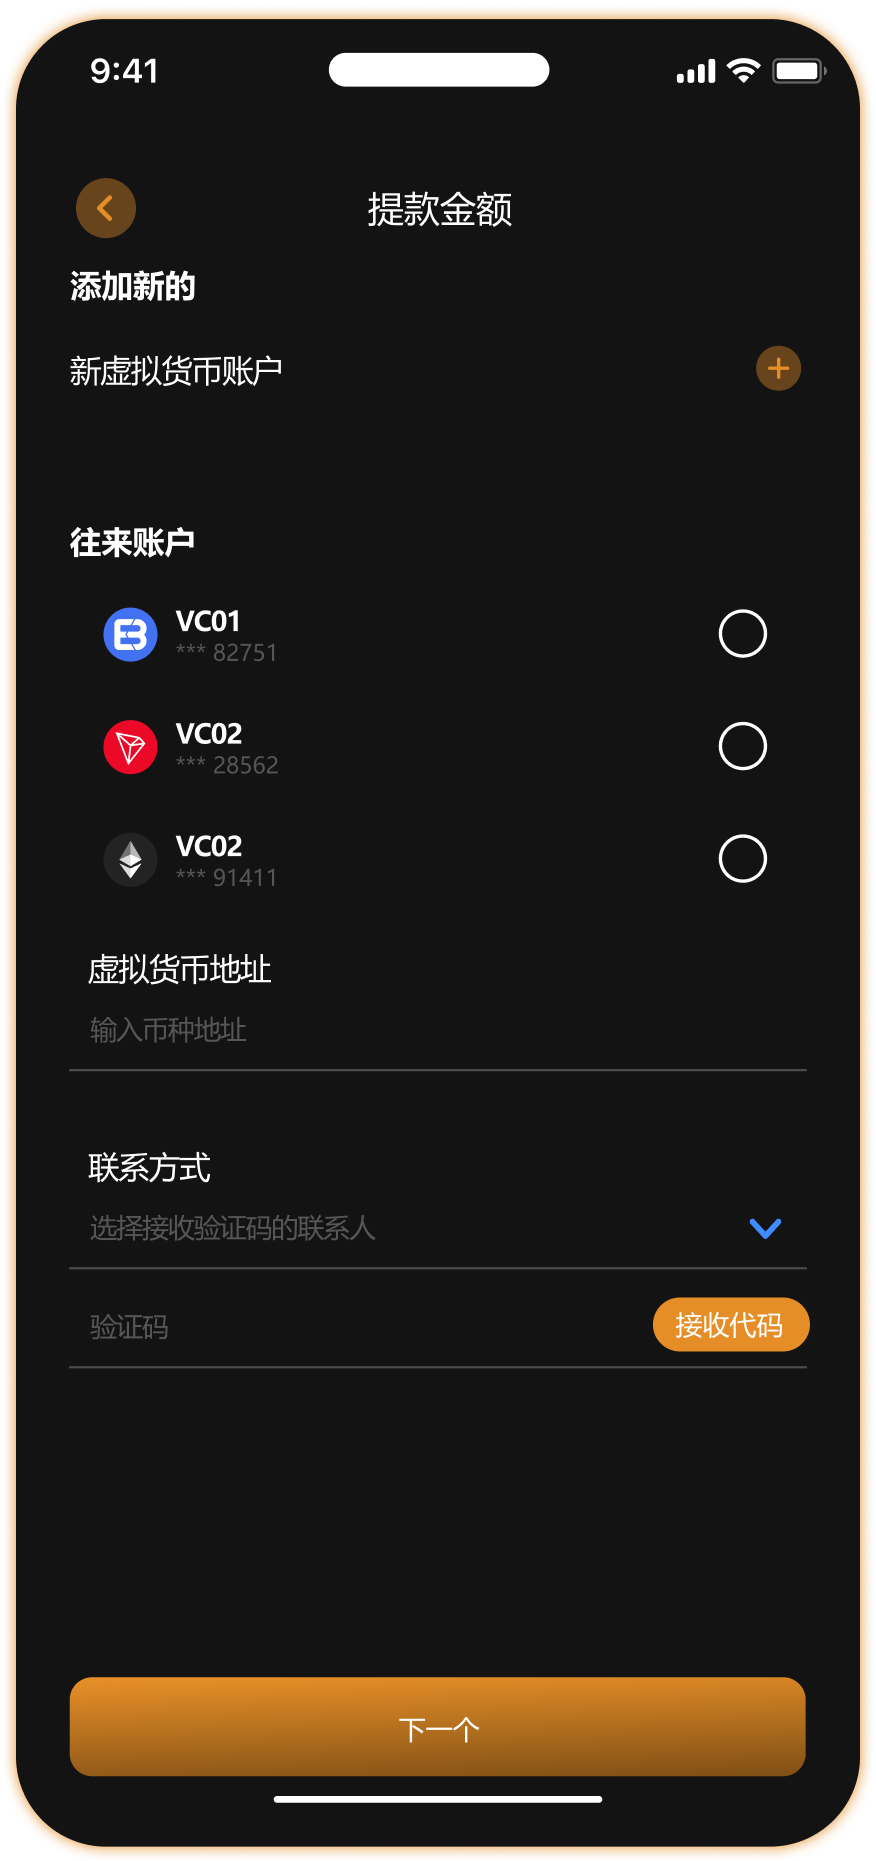 9:41
提款金额
添加新的
新虚拟货币账户
往来账户
VC01
*** 82751
VC02
*** 28562
VC02
*** 91411
虚拟货币地址
输入币种地址
联系方式
选择接收验证码的联系人
验证码
接收代码
下一个